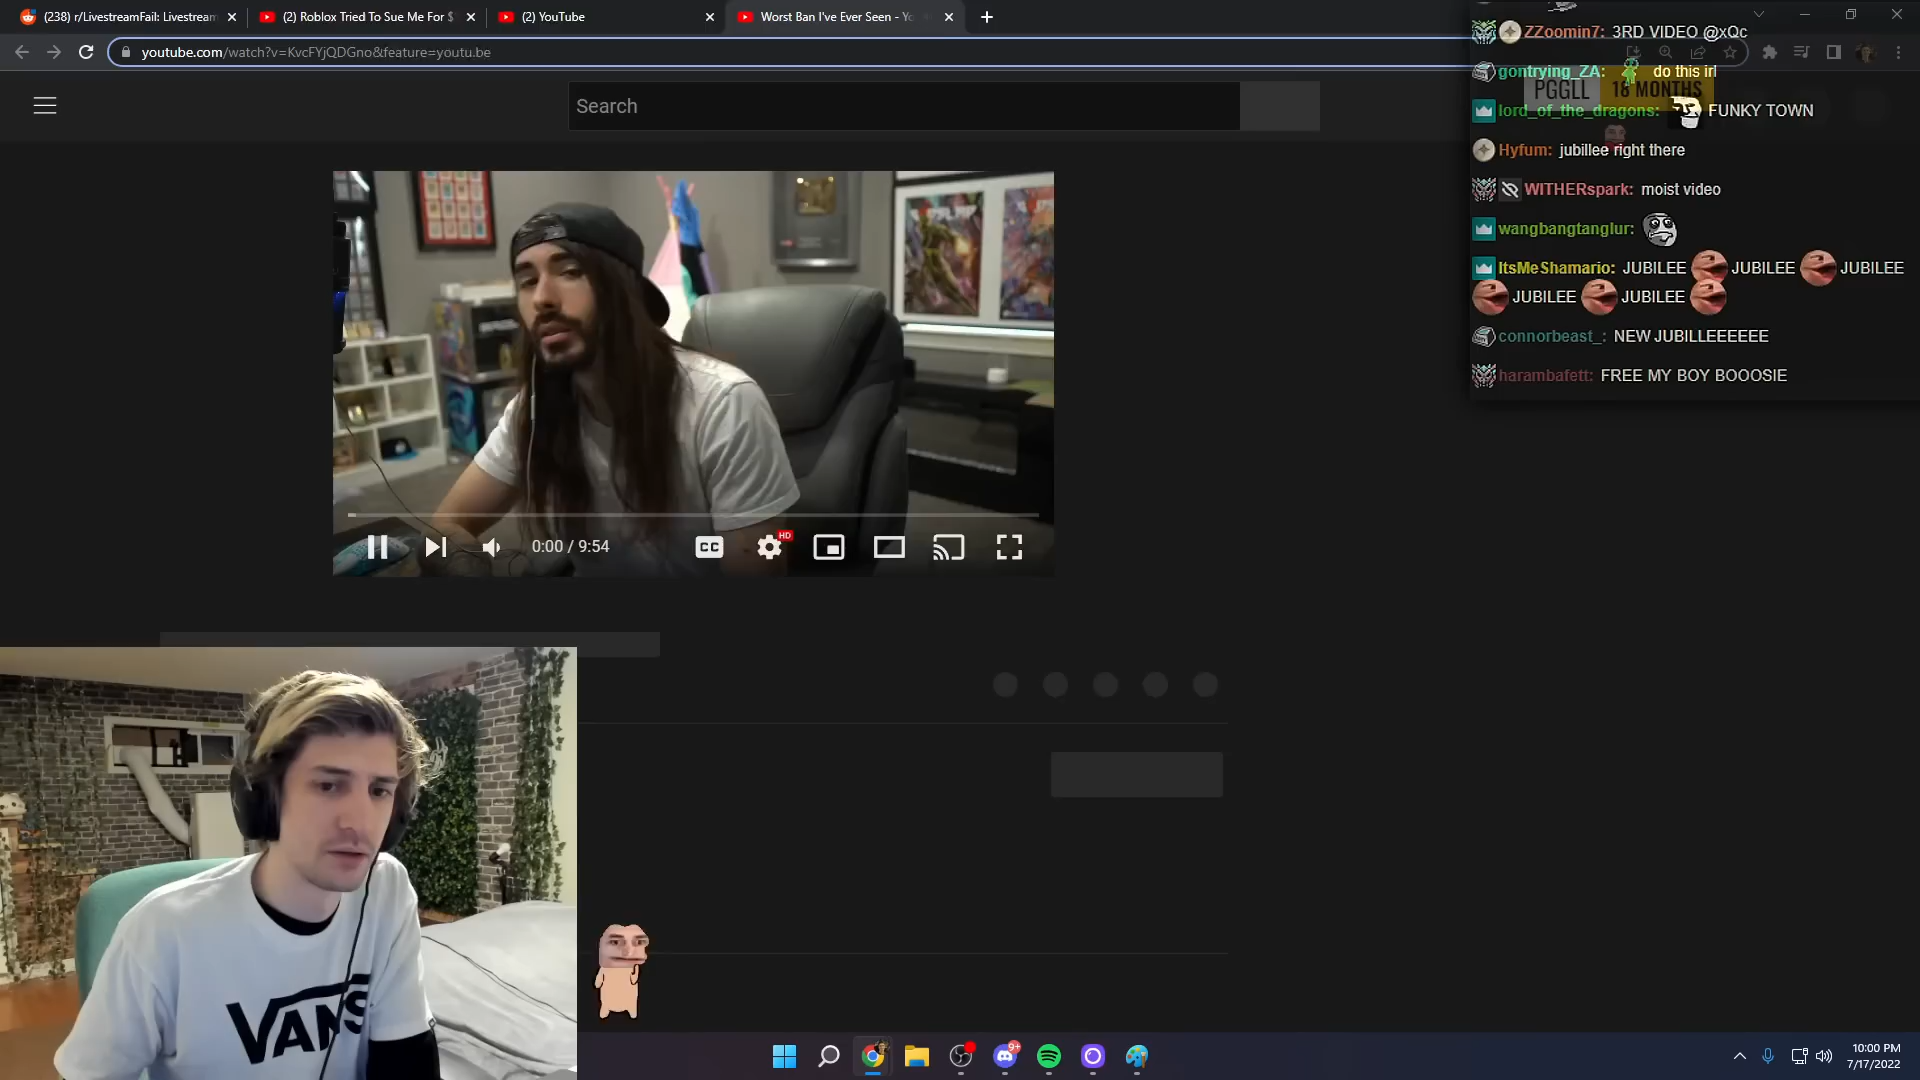 (238) r/LivestreamFail: Livestream
(2) Roblox Tried To Sue Me For $
(2) YouTube
Worst Ban I've Ever Seen - Yo
youtube.com/watch?v=KvcFYjQDGno&feature=youtu.be
Search
ZZoomin7: 3RD VIDEO @xQc
gontrying_ZA: do this irl
PGGLL 18 MONTHS
lord_of_the_dragons: FUNKY TOWN
Hyfum: jubillee right there
WITHERspark: moist video
wangbangtanglur:
ItsMeShamario: JUBILEE JUBILEE JUBILEE
JUBILEE JUBILEE
connorbeast_: NEW JUBILLEEEEEE
harambafett: FREE MY BOY BOOOSIE
0:00 / 9:54
CC
HD
VANS
9+
10:00 PM
7/17/2022